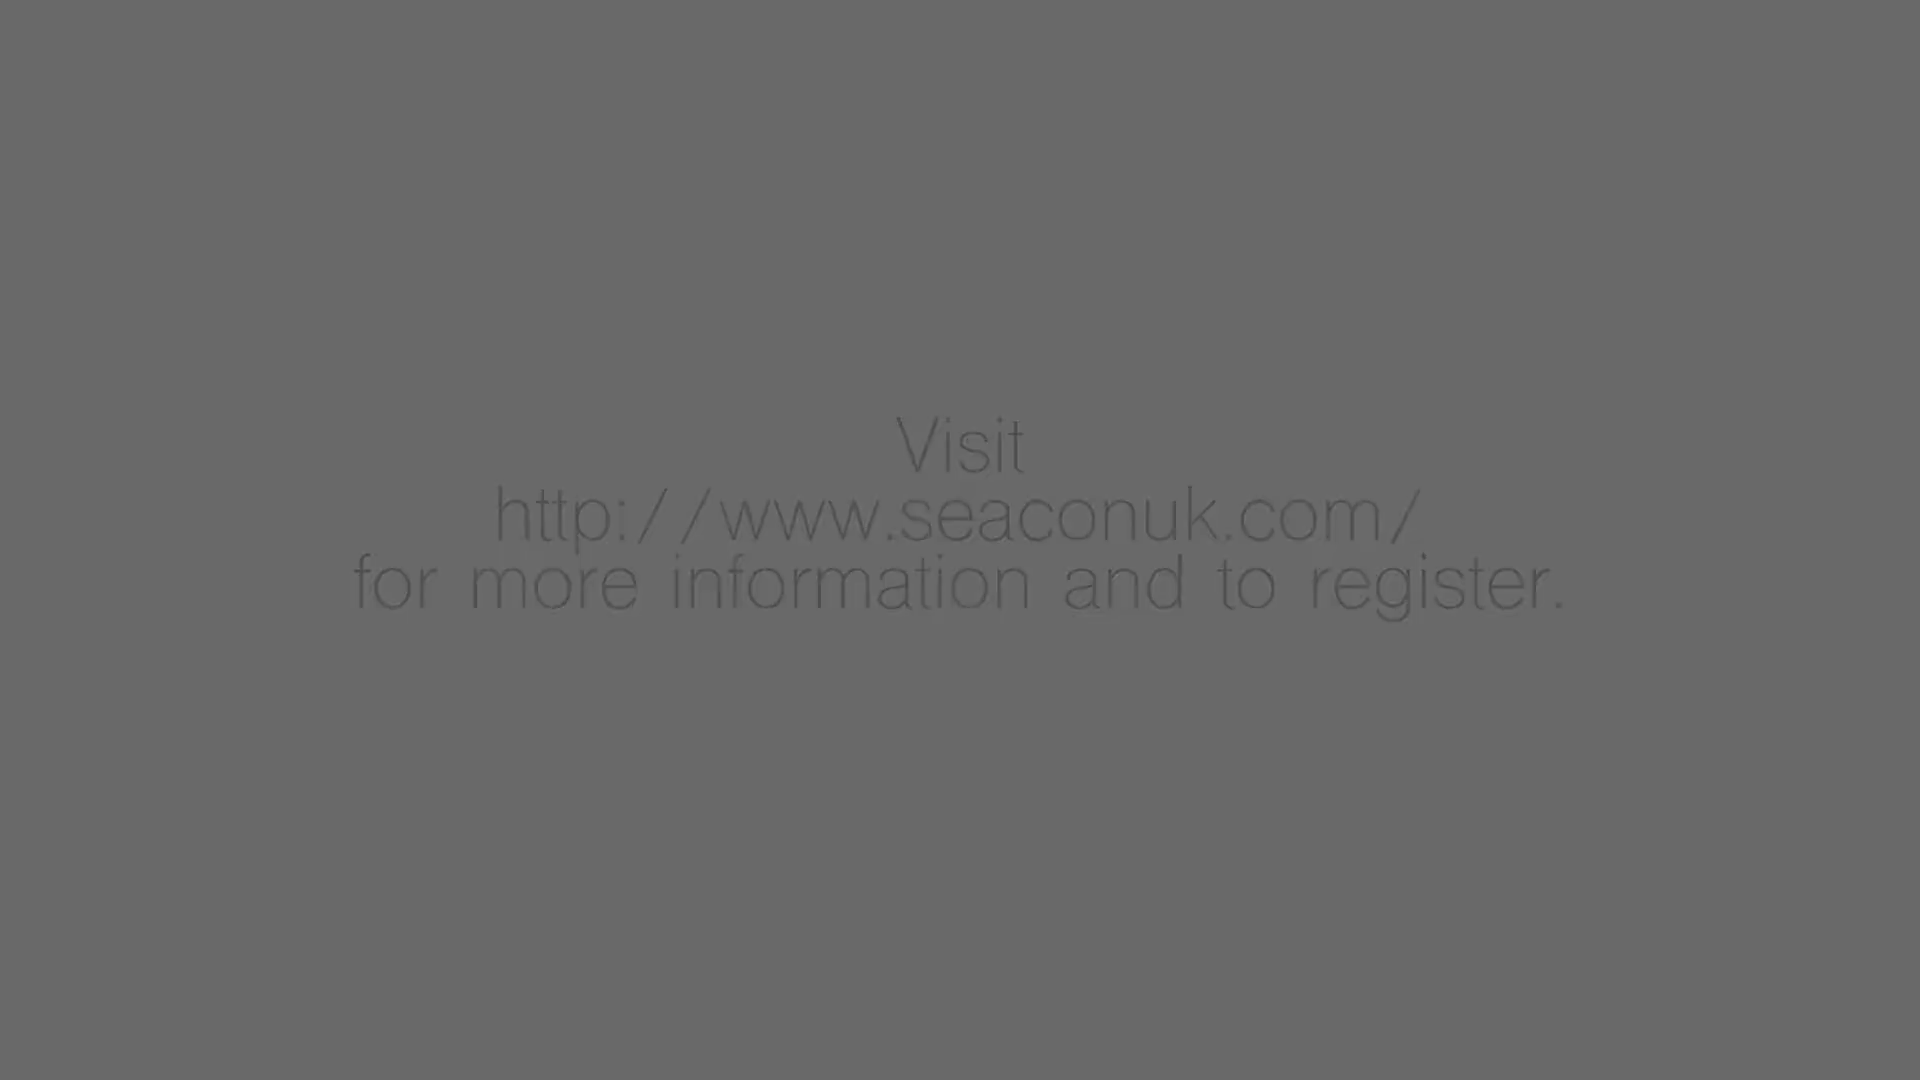 Visit
http://www.seaconuk.com/
for more information and to register.